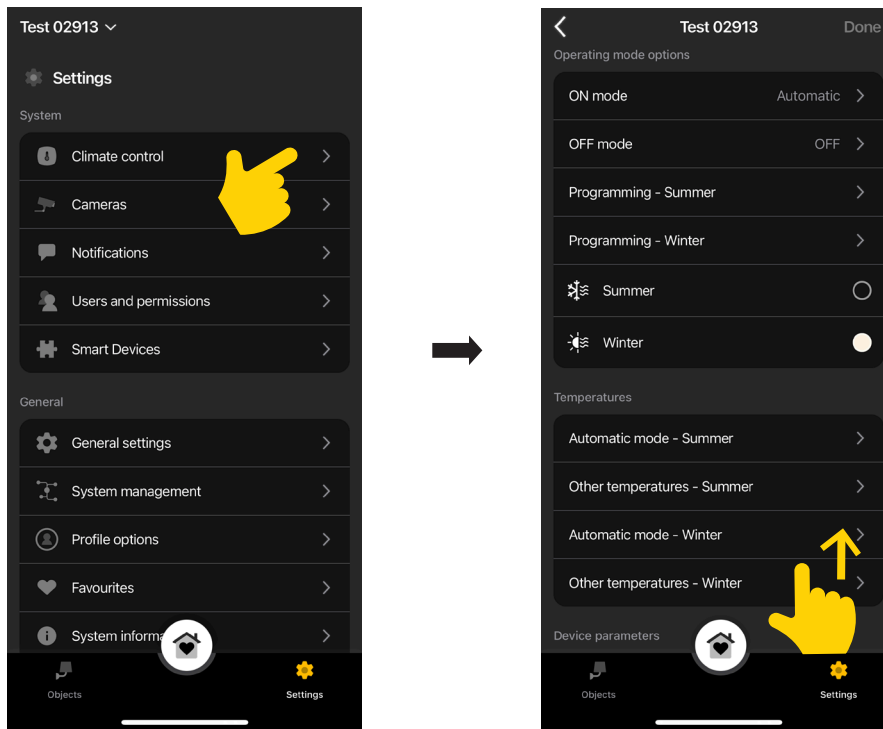 Test 02913
Settings
System
Climate control
Cameras
Notifications
Users and permissions
Smart Devices
General
General settings
System management
Profile options
Favourites
System informa
Objects
Settings
Test 02913
Done
Operating mode options
ON mode Automatic
OFF mode OFF
Programming - Summer
Programming - Winter
Summer
Winter
Temperatures
Automatic mode - Summer
Other temperatures - Summer
Automatic mode - Winter
Other temperatures - Winter
Device parameters
Objects
Settings